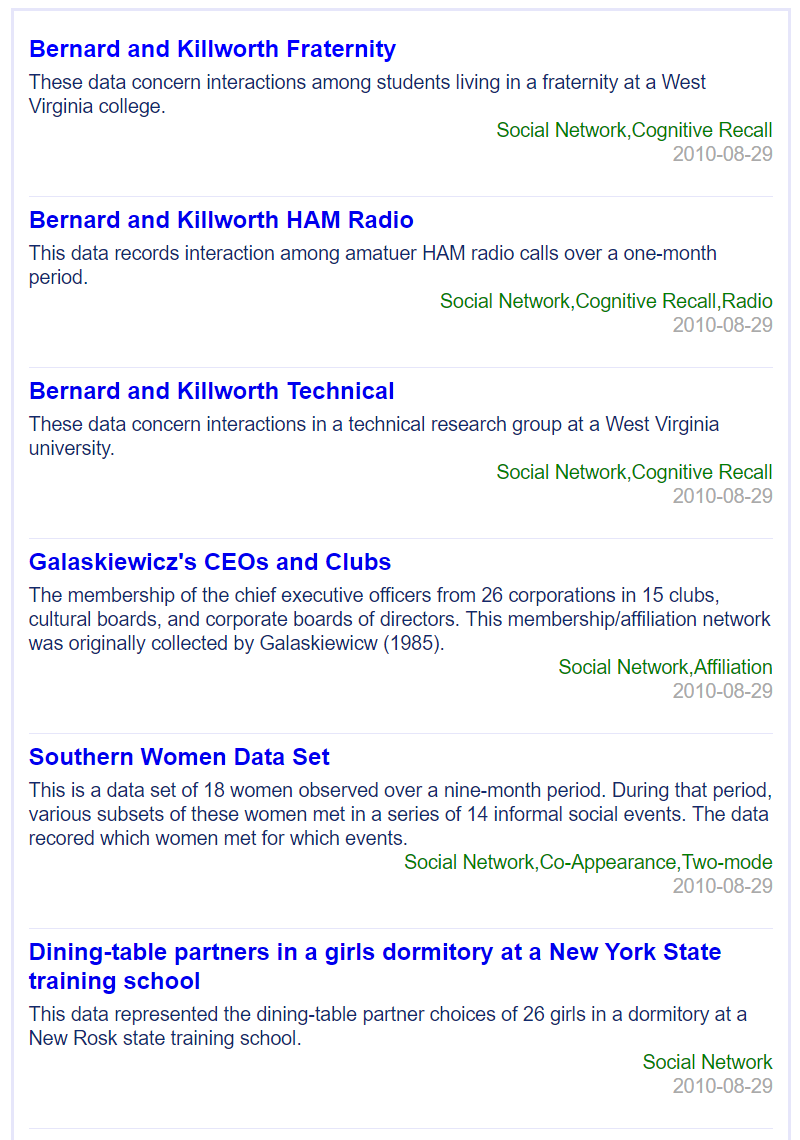 Bernard and Killworth Fraternity
These data concern interactions among students living in a fraternity at a West
Virginia college.
Social Network,Cognitive Recall
2010-08-29
Bernard and Killworth HAM Radio
This data records interaction among amatuer HAM radio calls over a one-month
period.
Social Network,Cognitive Recall,Radio
2010-08-29
Bernard and Killworth Technical
These data concern interactions in a technical research group at a West Virginia
university.
Social Network,Cognitive Recall
2010-08-29
Galaskiewicz's CEOs and Clubs
The membership of the chief executive officers from 26 corporations in 15 clubs,
cultural boards, and corporate boards of directors. This membership/affiliation network
was originally collected by Galaskiewicw (1985).
Social Network,Affiliation
2010-08-29
Southern Women Data Set
This is a data set of 18 women observed over a nine-month period. During that period,
various subsets of these women met in a series of 14 informal social events. The data
recored which women met for which events.
Social Network,Co-Appearance,Two-mode
2010-08-29
Dining-table partners in a girls dormitory at a New York State
training school
This data represented the dining-table partner choices of 26 girls in a dormitory at a
New Rosk state training school.
Social Network
2010-08-29